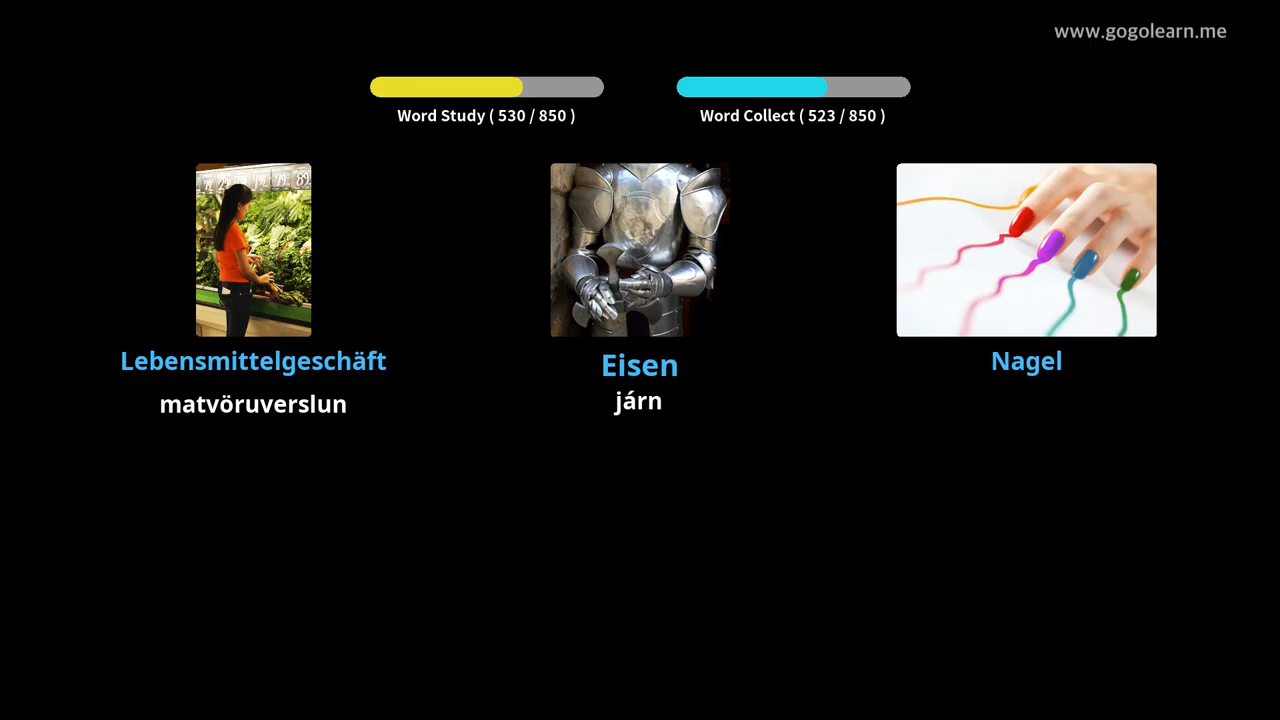 www.gogolearn.me
Word Study ( 530 / 850 )
Word Collect ( 523 / 850 )
Lebensmittelgeschäft
matvöruverslun
Eisen
járn
Nagel